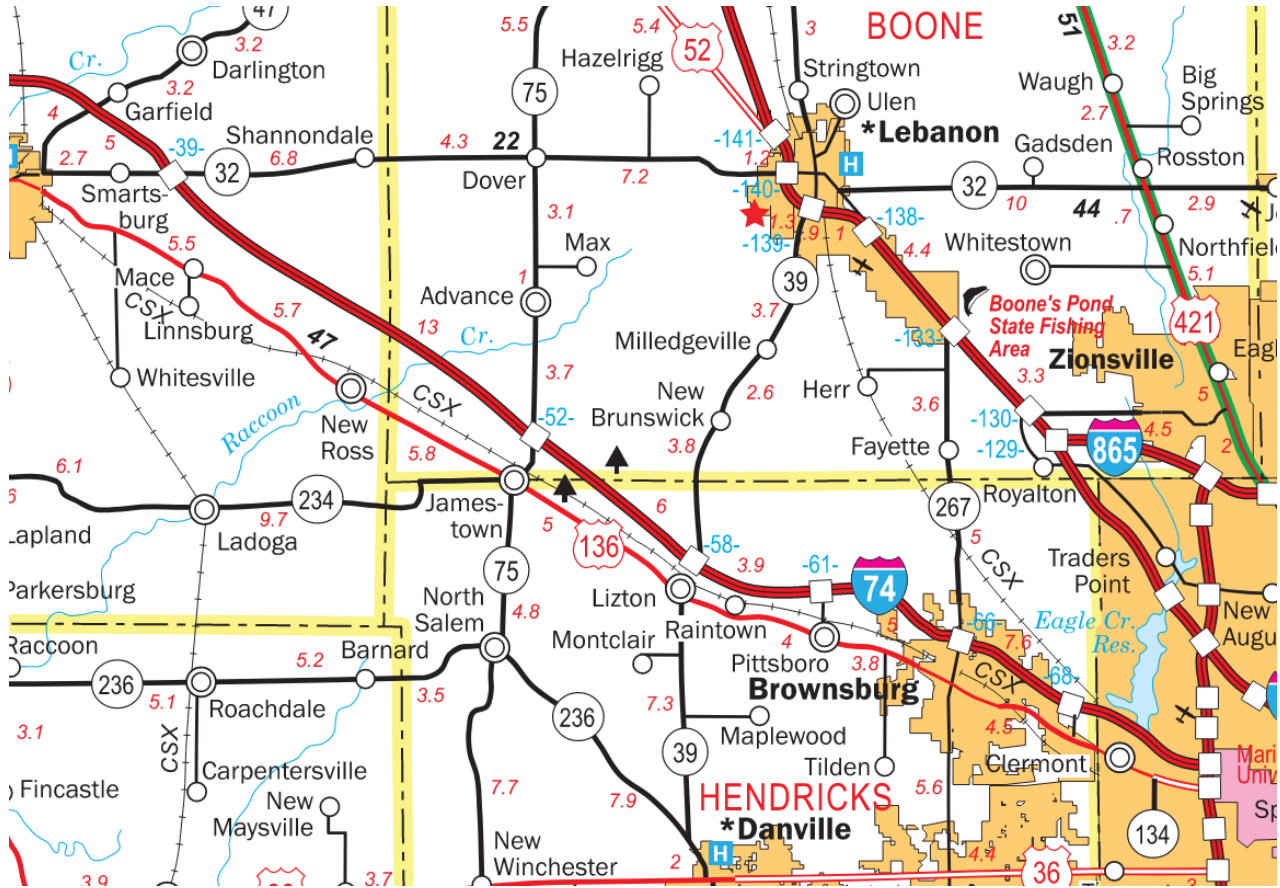 47
3.2
Cr.
Darlington
3.2
Garfield
4
5
-39-
2.7
Smarts-
burg
32
6.8
Shannondale
4.3
22
Dover
7.2
5.5
75
Hazelrigg
5.4
52
3
BOONE
Stringtown
Ulen
*Lebanon
H
-141-
1.2
-140-
1.3
-139-
.9
1
-138-
4.4
51
3.2
Waugh
2.7
Big
Springs
Gadsden
Rosston
32
10
44
.7
2.9
Whitestown
Northfield
5.1
421
5.5
Mace
CSX
Linnsburg
5.7
47
13
Whitesville
3.1
Max
1
Advance
Cr.
3.7
39
3.7
Milledgeville
2.6
New
Brunswick
3.8
Boone's Pond
State Fishing
Area
-133-
Zionsville
Herr
3.3
3.6
Fayette
-130-
-129-
865
4.5
5
2
Royalton
Raccoon
New
Ross
CSX
5.8
-52-
6.1
234
9.7
Ladoga
Lapland
James-
town
5
136
6
-58-
3.9
-61-
74
267
5
CSX
Traders
Point
Parkersburg
75
4.8
North
Salem
Lizton
Raintown
4
Pittsboro
3.8
5
-66-
7.6
Eagle Cr.
Res.
-68-
Raccoon
Barnard
5.2
236
5.1
Roachdale
3.5
Montclair
236
7.3
Maplewood
39
Brownsburg
CSX
4.5
Clermont
Tilden
5.6
3.1
CSX
Carpentersville
Fincastle
New
Maysville
7.7
7.9
HENDRICKS
*Danville
H
New
Winchester
2
4.4
36
134
3.9
3.7
New